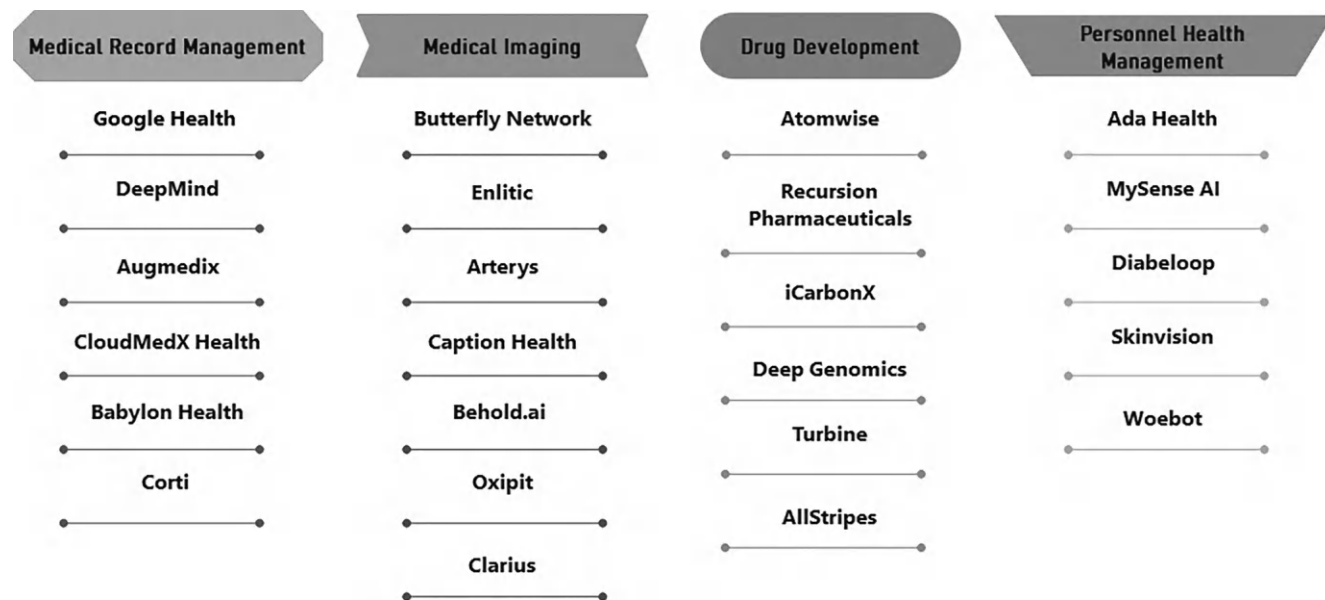 Medical Record Management
Google Health
DeepMind
Augmedix
CloudMedX Health
Babylon Health
Corti
Medical Imaging
Butterfly Network
Enlitic
Arterys
Caption Health
Behold.ai
Oxipit
Clarius
Drug Development
Atomwise
Recursion
Pharmaceuticals
iCarbonX
Deep Genomics
Turbine
AllStripes
Personnel Health
Management
Ada Health
MySense AI
Diabeloop
Skinvision
Woebot